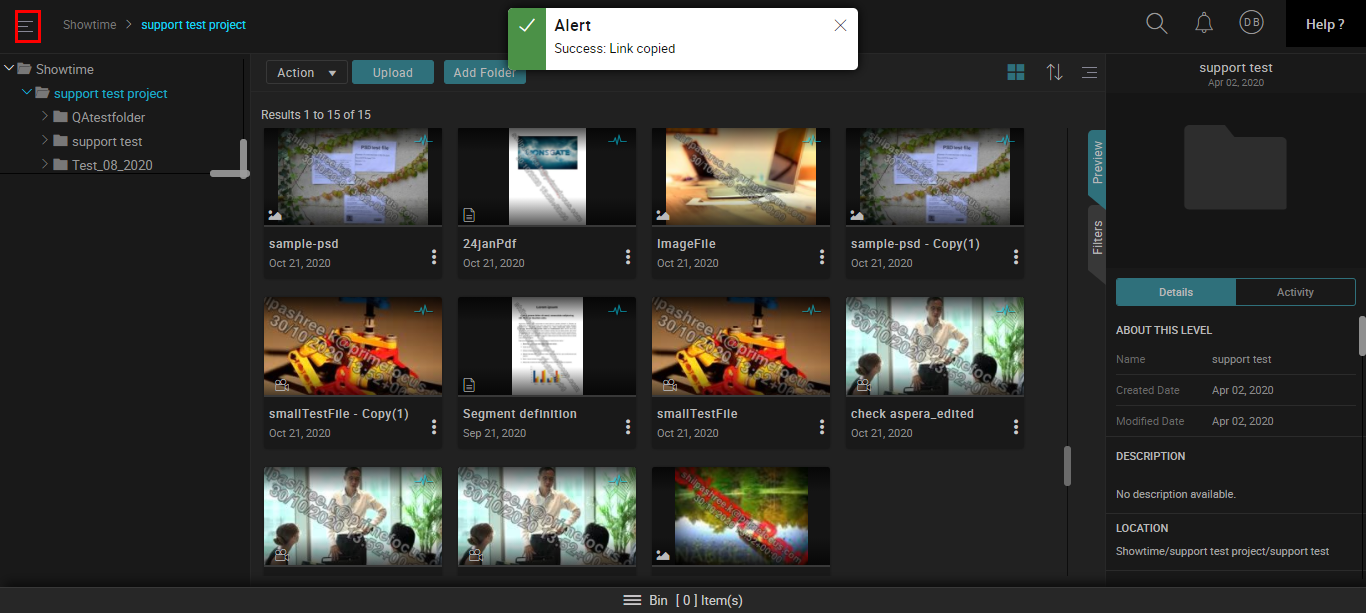 Showtime > support test project
Alert
Success: Link copied
DB
Help ?
Showtime
support test project
QAtestfolder
support test
Test_08_2020
Action
Upload
Add Folder
Results 1 to 15 of 15
sample-psd
Oct 21, 2020
24janPdf
Oct 21, 2020
ImageFile
Oct 21, 2020
sample-psd - Copy(1)
Oct 21, 2020
smallTestFile - Copy(1)
Oct 21, 2020
Segment definition
Sep 21, 2020
smallTestFile
Oct 21, 2020
check aspera_edited
Oct 21, 2020
Preview
Filters
support test
Apr 02, 2020
Details
Activity
ABOUT THIS LEVEL
Name support test
Created Date Apr 02, 2020
Modified Date Apr 02, 2020
DESCRIPTION
No description available.
LOCATION
Showtime/support test project/support test
Bin [ 0 ] Item(s)